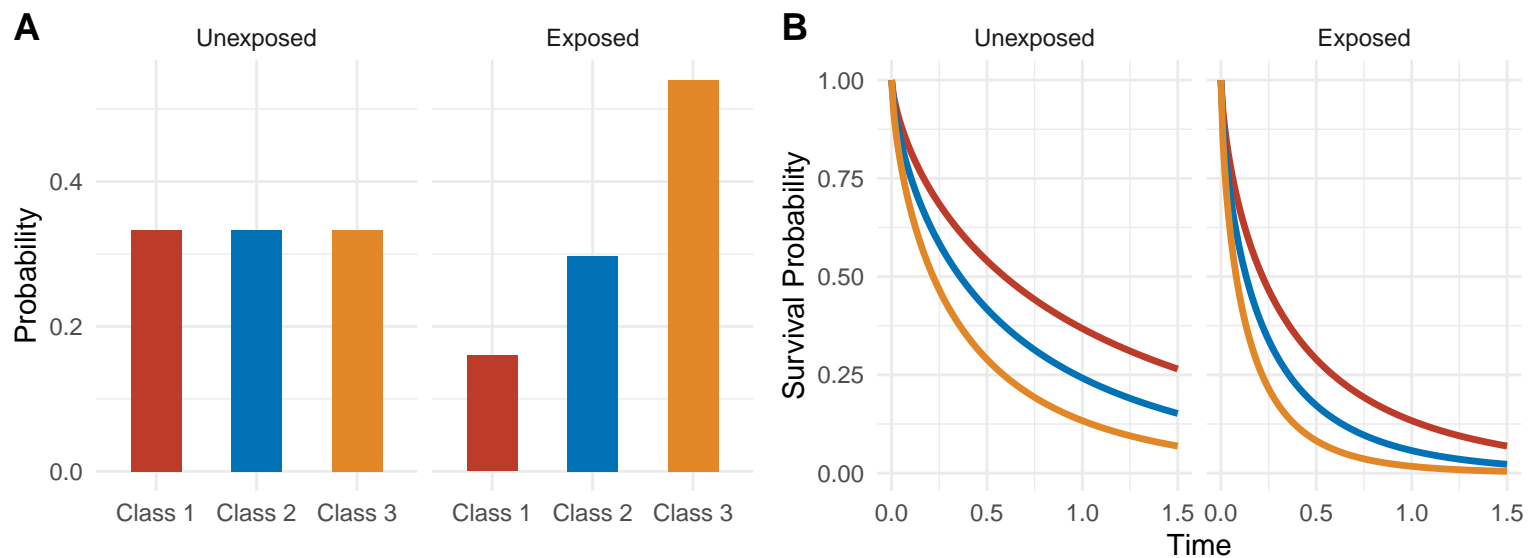 A
Unexposed
Exposed
Probability
0.4
0.2
0.0
Class 1 Class 2 Class 3
Class 1 Class 2 Class 3
B
Unexposed
Exposed
Survival Probability
1.00
0.75
0.50
0.25
0.00
0.0 0.5 1.0 1.5
0.0 0.5 1.0 1.5
Time